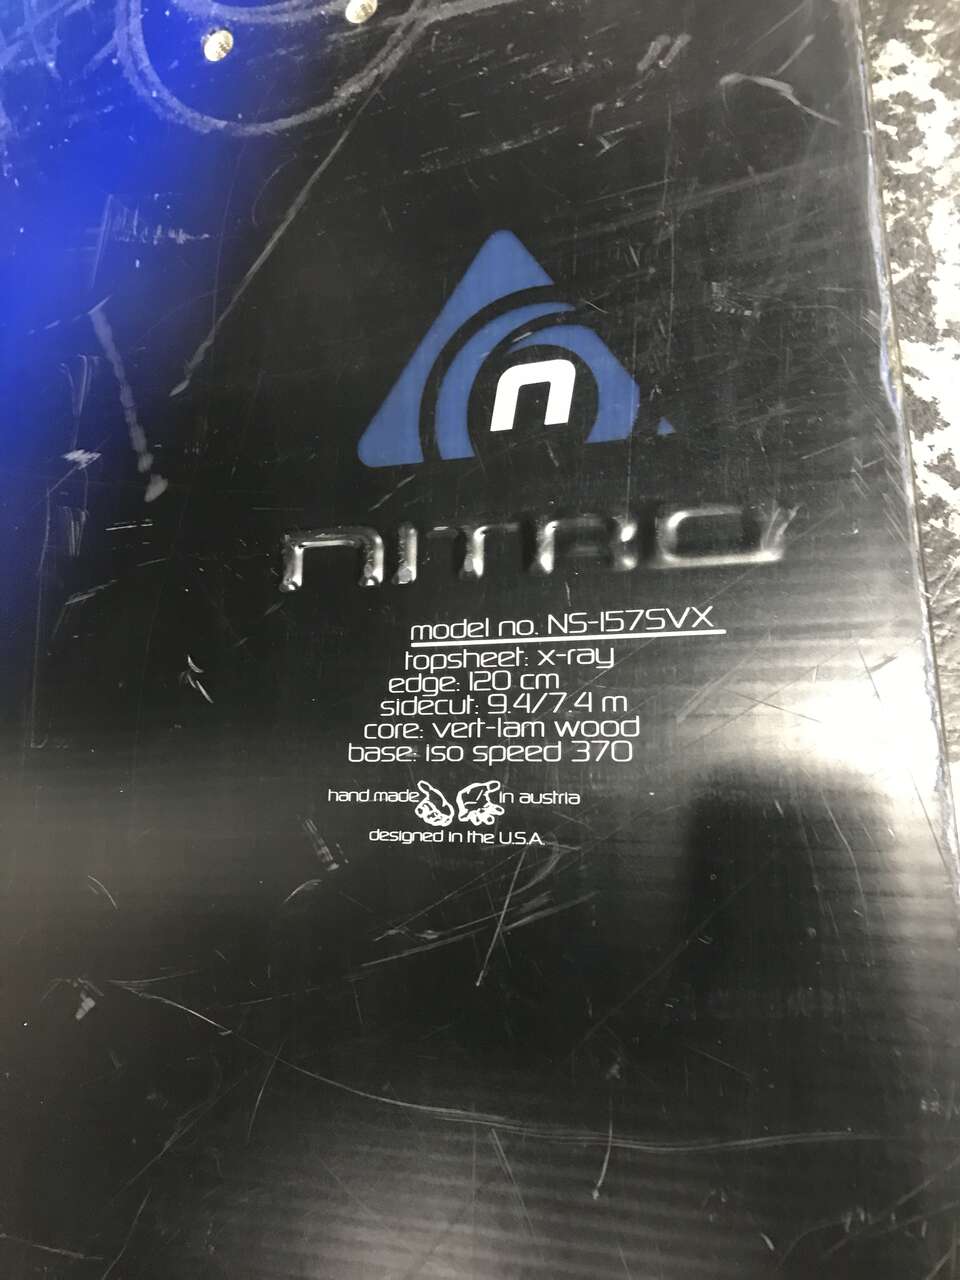 n
NITRO
model no. NS-157SVX
topsheet: x-ray
edge: 120 cm
sidecut: 9.4/7.4 m
core: vert-lam wood
base: iso speed 370
hand made in austria
designed in the U.S.A.